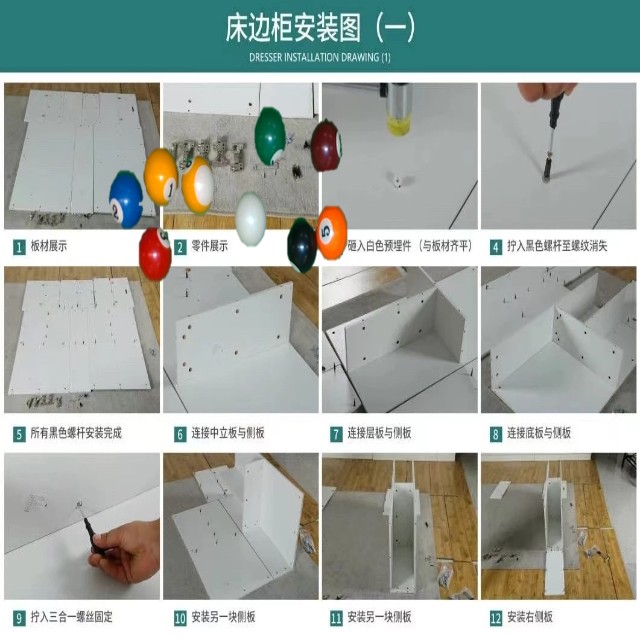 床边柜安装图（一）
DRESSER INSTALLATION DRAWING (1)
1 板材展示
2 零件展示
砸入白色预埋件（与板材齐平）
4 拧入黑色螺杆至螺纹消失
2
1
5
5 所有黑色螺杆安装完成
6 连接中立板与侧板
7 连接层板与侧板
8 连接底板与侧板
9 拧入三合一螺丝固定
10 安装另一块侧板
11 安装另一块侧板
12 安装右侧板